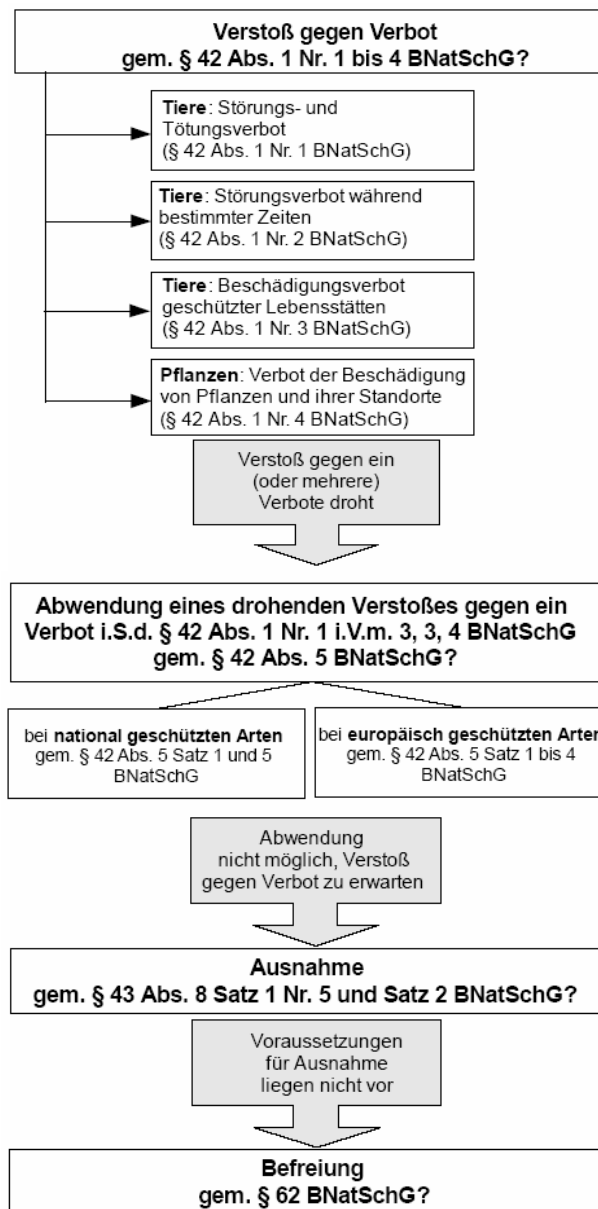 Verstoß gegen Verbot
gem. § 42 Abs. 1 Nr. 1 bis 4 BNatSchG?
Tiere: Störungs- und
Tötungsverbot
(§ 42 Abs. 1 Nr. 1 BNatSchG)
Tiere: Störungsverbot während
bestimmter Zeiten
(§ 42 Abs. 1 Nr. 2 BNatSchG)
Tiere: Beschädigungsverbot
geschützter Lebensstätten
(§ 42 Abs. 1 Nr. 3 BNatSchG)
Pflanzen: Verbot der Beschädigung
von Pflanzen und ihrer Standorte
(§ 42 Abs. 1 Nr. 4 BNatSchG)
Verstoß gegen ein
(oder mehrere)
Verbote droht
Abwendung eines drohenden Verstoßes gegen ein
Verbot i.S.d. § 42 Abs. 1 Nr. 1 i.V.m. 3, 3, 4 BNatSchG
gem. § 42 Abs. 5 BNatSchG?
bei national geschützten Arten
gem. § 42 Abs. 5 Satz 1 und 5
BNatSchG
bei europäisch geschützten Arten
gem. § 42 Abs. 5 Satz 1 bis 4
BNatSchG
Abwendung
nicht möglich, Verstoß
gegen Verbot zu erwarten
Ausnahme
gem. § 43 Abs. 8 Satz 1 Nr. 5 und Satz 2 BNatSchG?
Voraussetzungen
für Ausnahme
liegen nicht vor
Befreiung
gem. § 62 BNatSchG?